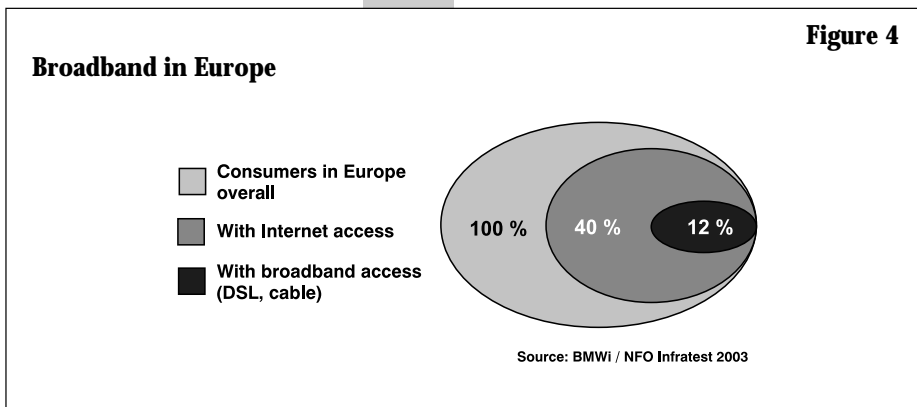 Figure 4
Broadband in Europe
Consumers in Europe
overall
With Internet access
With broadband access
(DSL, cable)
100 %
40 %
12 %
Source: BMWi / NFO Infratest 2003